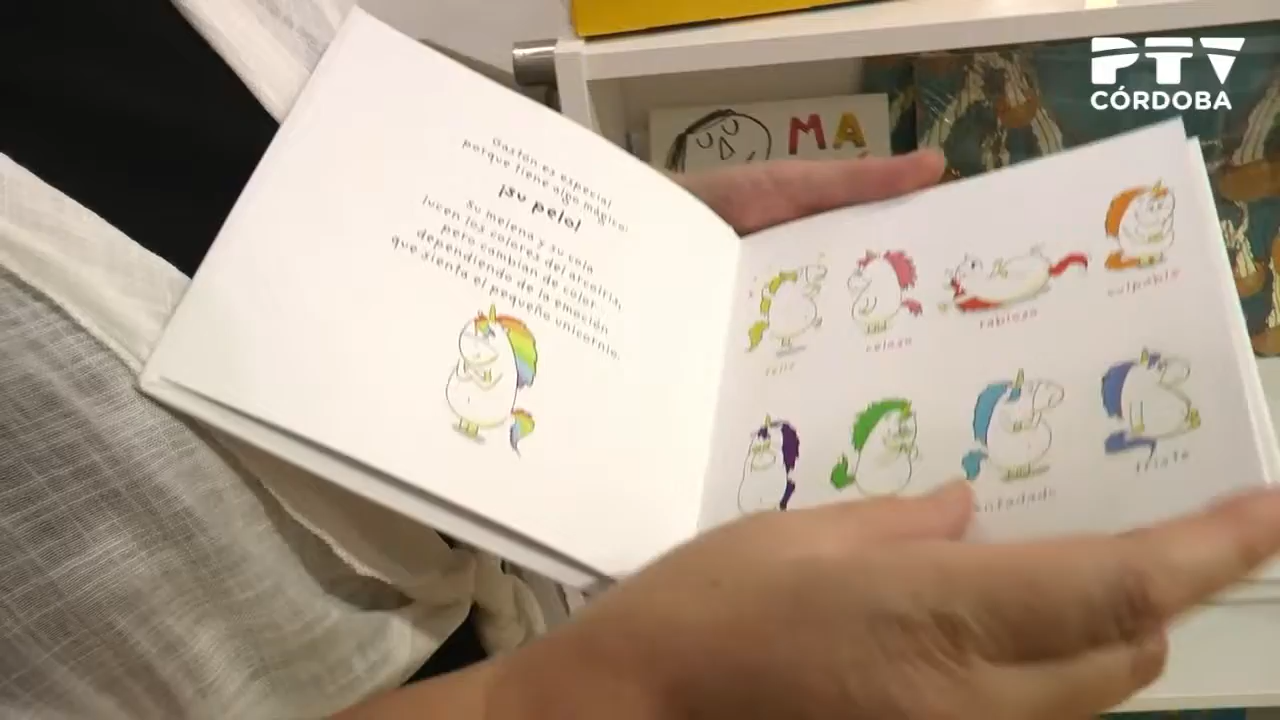 PTV
CÓRDOBA
MA
Gastón es especial
porque tiene algo mágico:
¡su pelo!
Su melena y su cola
lucen los colores del arcoíris,
pero cambian de color
dependiendo de la emoción
que sienta el pequeño unicornio.
feliz
celoso
rabioso
culpable
enfadado
triste